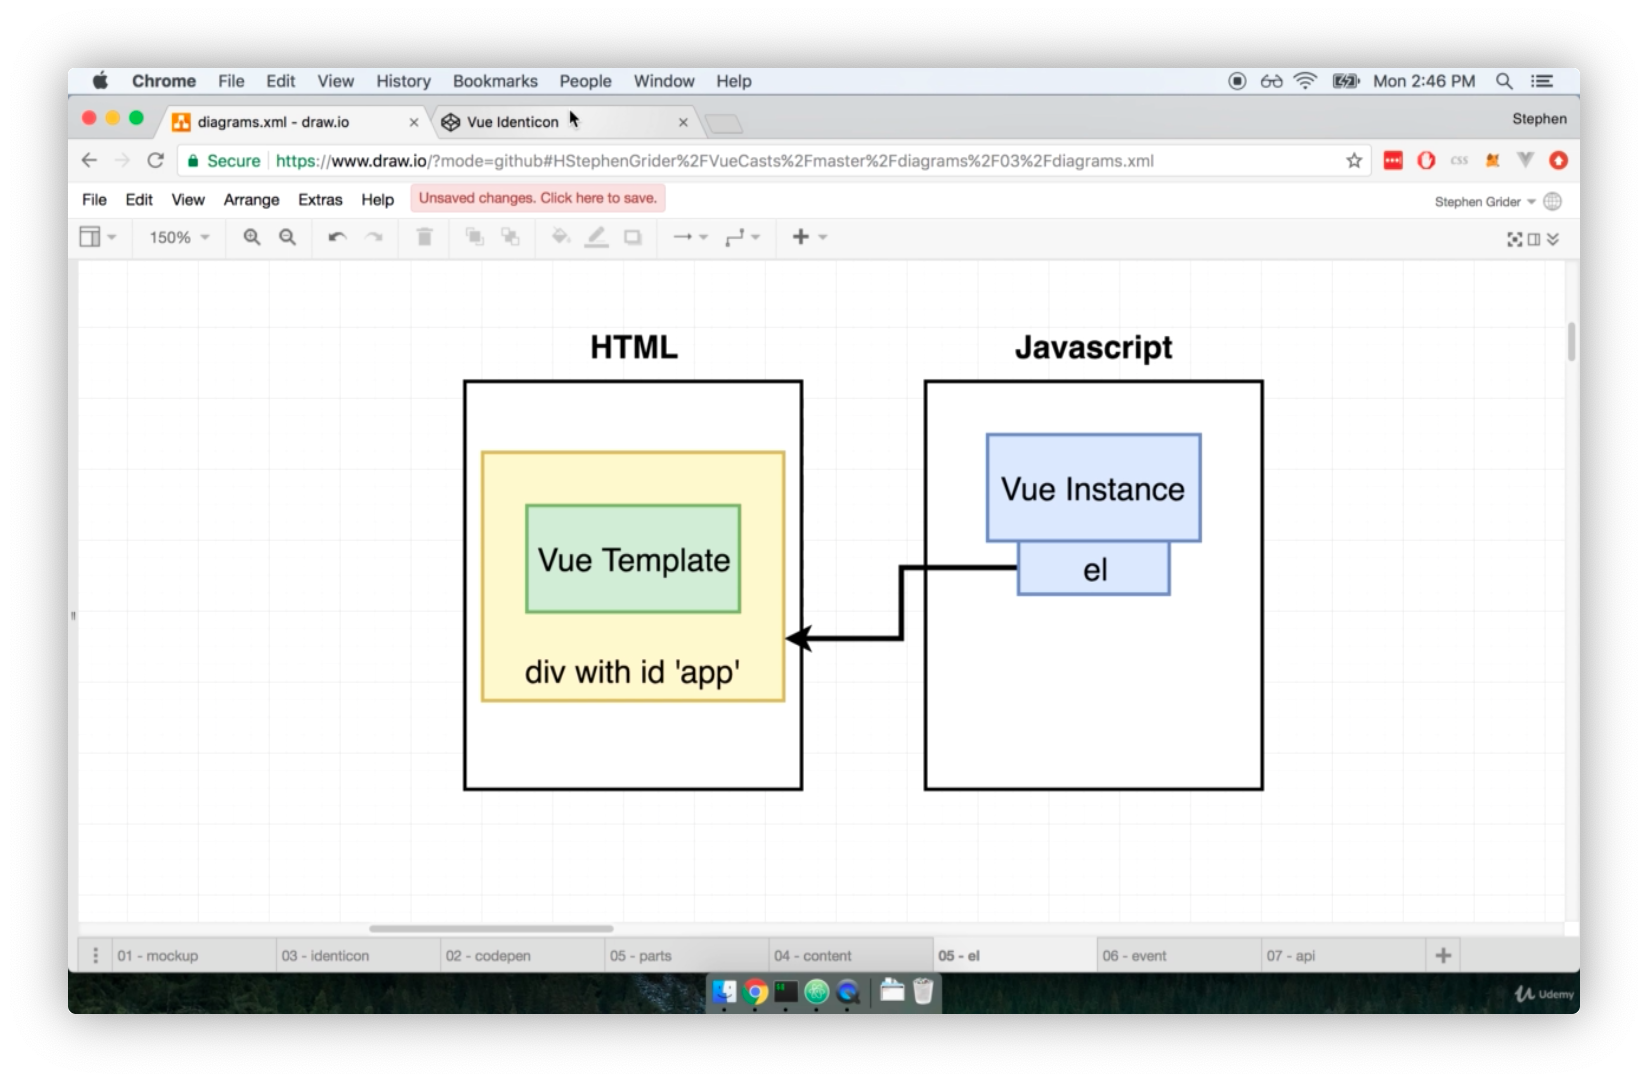 Chrome File Edit View History Bookmarks People Window Help Mon 2:46 PM
diagrams.xml - draw.io Vue Identicon Stephen
Secure https://www.draw.io/?mode=github#HStephenGrider%2FVueCasts%2Fmaster%2Fdiagrams%2F03%2Fdiagrams.xml css
File Edit View Arrange Extras Help Unsaved changes. Click here to save. Stephen Grider
150%
HTML Javascript
Vue Instance
Vue Template
el
div with id 'app'
01 - mockup 03 - identicon 02 - codepen 05 - parts 04 - content 05 - el 06 - event 07 - api
Udemy